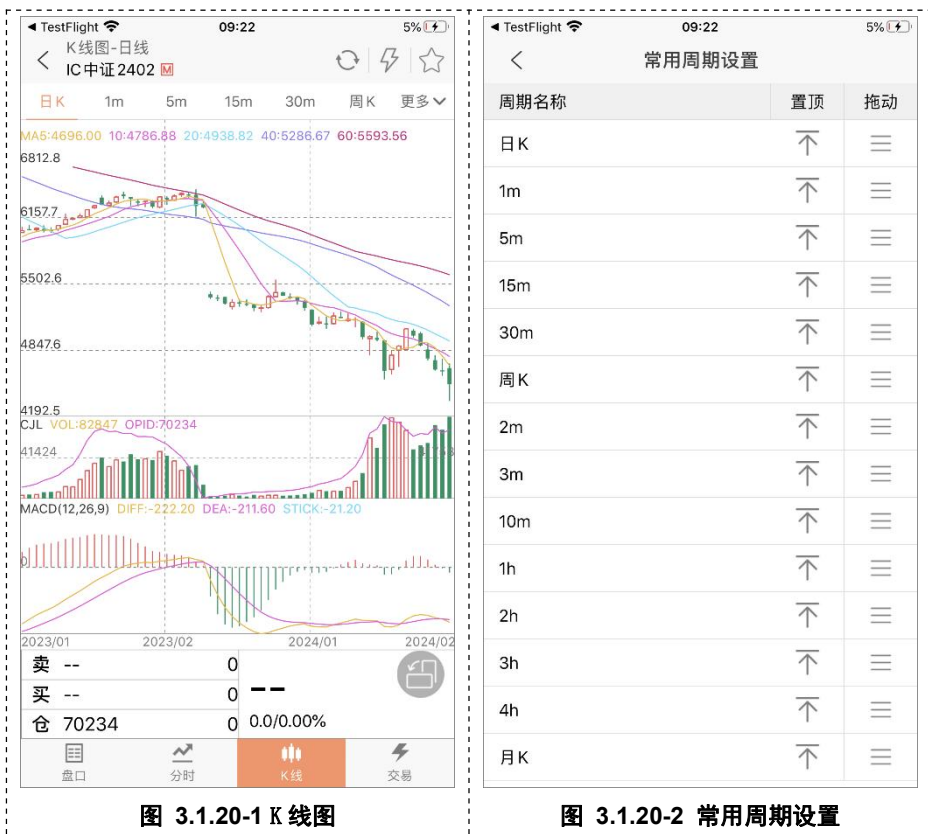 ◀ TestFlight 09:22 5%
K线图-日线
IC中证2402 M
日K 1m 5m 15m 30m 周K 更多
MA5:4696.00 10:4786.88 20:4938.82 40:5286.67 60:5593.56
6812.8
6157.7
5502.6
4847.6
4192.5
CJL VOL:82847 OPID:70234
41424
MACD(12,26,9) DIFF:-222.20 DEA:-211.60 STICK:-21.20
0
2023/01 2023/02 2024/01 2024/02
卖 -- 0
买 -- 0
仓 70234 0
--
0.0/0.00%
盘口 分时 K线 交易
图 3.1.20-1 K线图
◀ TestFlight 09:22 5%
常用周期设置
周期名称 置顶 拖动
日K
1m
5m
15m
30m
周K
2m
3m
10m
1h
2h
3h
4h
月K
图 3.1.20-2 常用周期设置